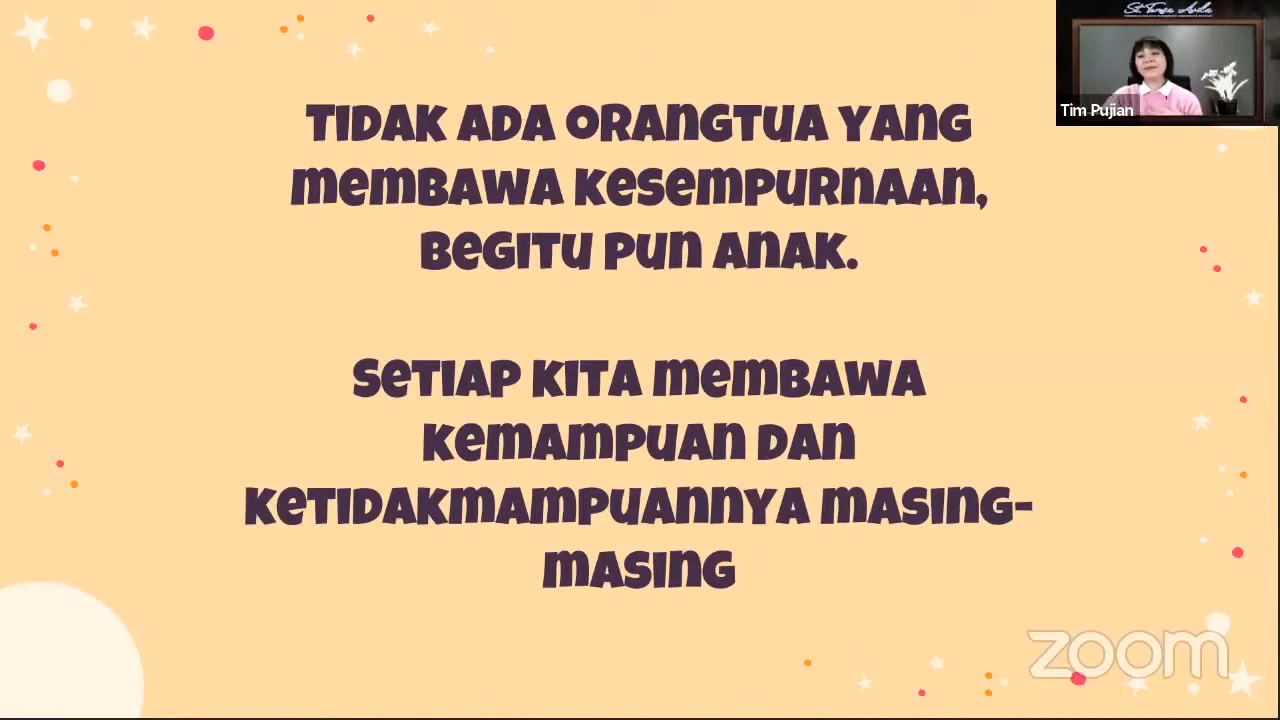 TIDAK ADA ORANGTUA YANG
MEMBAWA KESEMPURNAAN,
BEGITU PUN ANAK.
SETIAP KITA MEMBAWA
KEMAMPUAN DAN
KETIDAKMAMPUANNYA MASING-
MASING
Tim Pujian
zoom